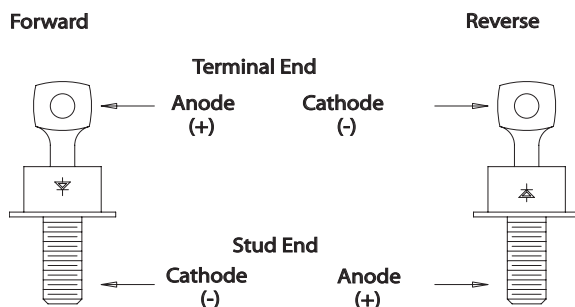 Forward
Reverse
Terminal End
Anode
(+)
Cathode
(-)
Stud End
Cathode
(-)
Anode
(+)